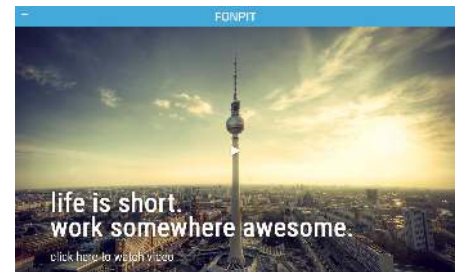 FONPIT
life is short.
work somewhere awesome.
click here to watch video